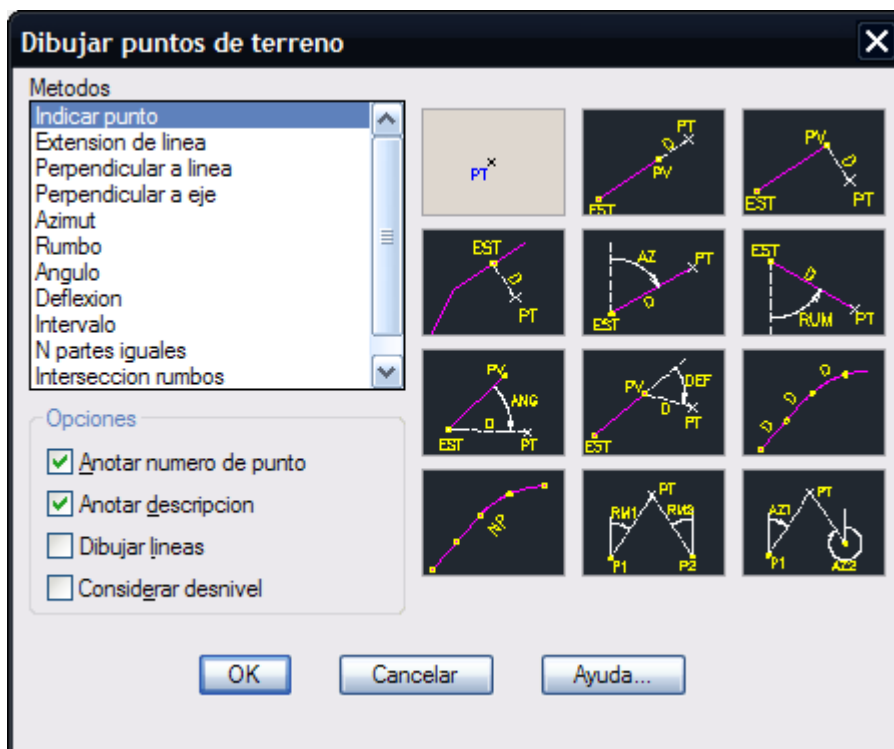 Dibujar puntos de terreno
Metodos
Indicar punto
Extension de linea
Perpendicular a linea
Perpendicular a eje
Azimut
Rumbo
Angulo
Deflexion
Intervalo
N partes iguales
Interseccion rumbos
PT
PT
D
PV
EST
PV
D
EST
PT
EST
D
PT
AZ
PT
D
EST
EST
D
RUM
PT
PV
ANG
D
EST
PT
PV
DEF
D
PT
EST
D
D
D
NP
PT
RM1
RM2
P1
P2
PT
AZ1
P1
AZ2
Opciones
Anotar numero de punto
Anotar descripcion
Dibujar lineas
Considerar desnivel
OK
Cancelar
Ayuda...